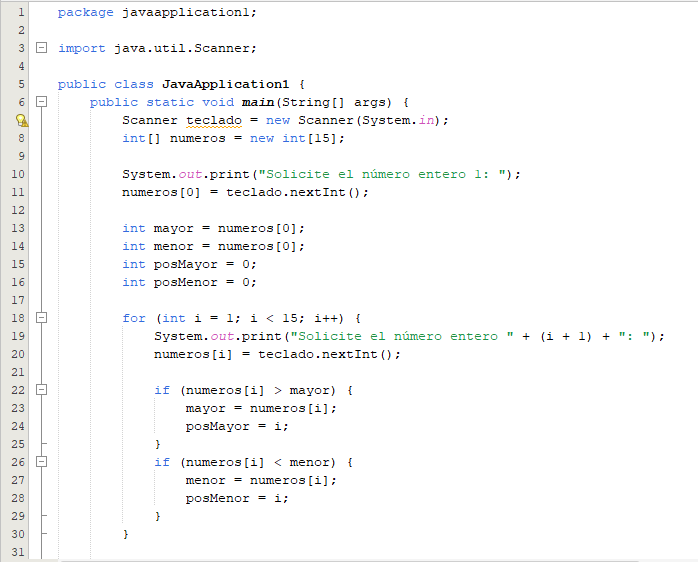 1 package javaapplication1;
2
3 import java.util.Scanner;
4
5 public class JavaApplication1 {
6 public static void main(String[] args) {
Scanner teclado = new Scanner(System.in);
8 int[] numeros = new int[15];
9
10 System.out.print("Solicite el número entero 1: ");
11 numeros[0] = teclado.nextInt();
12
13 int mayor = numeros[0];
14 int menor = numeros[0];
15 int posMayor = 0;
16 int posMenor = 0;
17
18 for (int i = 1; i < 15; i++) {
19 System.out.print("Solicite el número entero " + (i + 1) + ": ");
20 numeros[i] = teclado.nextInt();
21
22 if (numeros[i] > mayor) {
23 mayor = numeros[i];
24 posMayor = i;
25 }
26 if (numeros[i] < menor) {
27 menor = numeros[i];
28 posMenor = i;
29 }
30 }
31